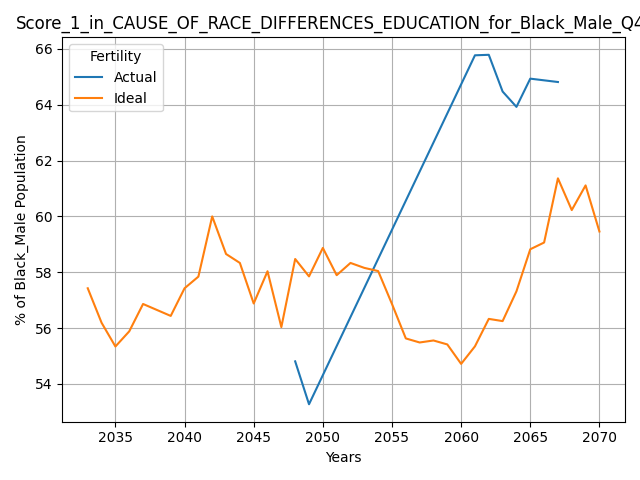 Score_1_in_CAUSE_OF_RACE_DIFFERENCES_EDUCATION_for_Black_Male_Q4
66
64
62
60
58
56
54
% of Black_Male Population
Fertility
Actual
Ideal
2035 2040 2045 2050 2055 2060 2065 2070
Years